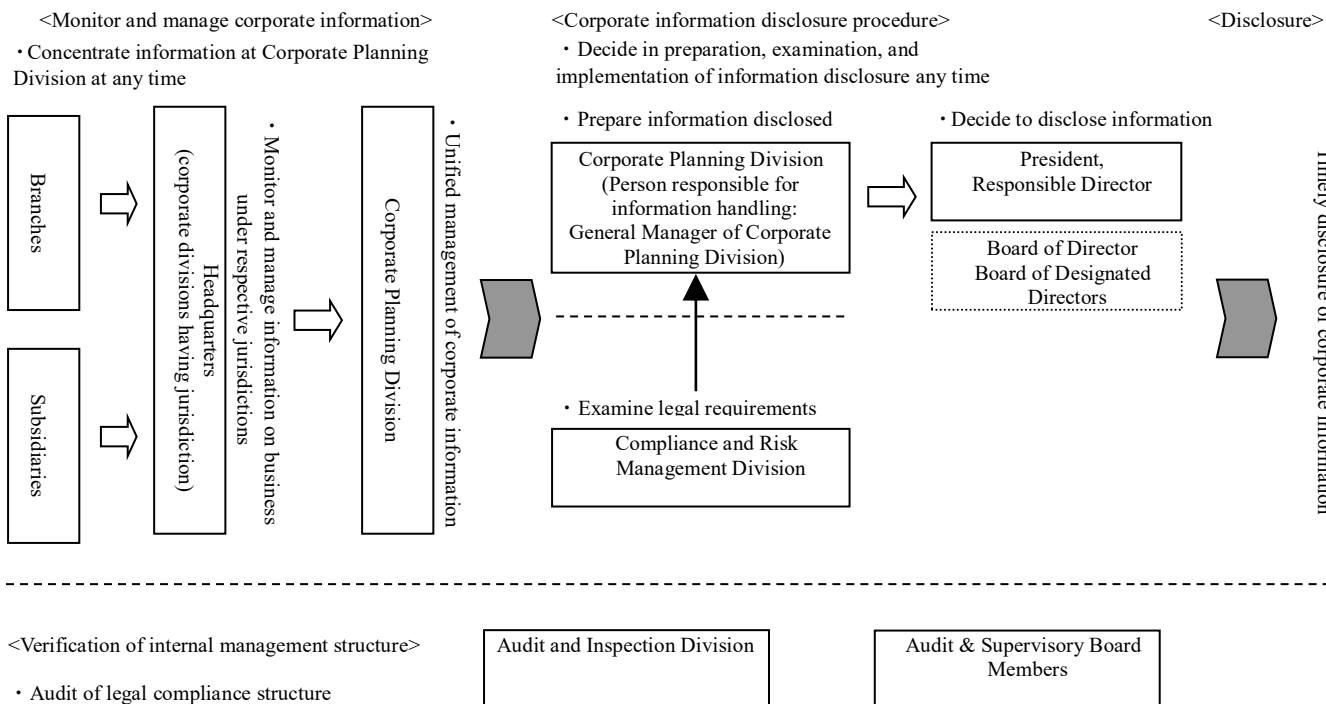 <Monitor and manage corporate information>
・Concentrate information at Corporate Planning
Division at any time
Branches
Subsidiaries
Headquarters
(corporate divisions having jurisdiction)
・Monitor and manage information on business
under respective jurisdictions
Corporate Planning Division
・Unified management of corporate information
<Corporate information disclosure procedure>
・Decide in preparation, examination, and
implementation of information disclosure any time
・Prepare information disclosed
Corporate Planning Division
(Person responsible for
information handling:
General Manager of Corporate
Planning Division)
・Examine legal requirements
Compliance and Risk
Management Division
・Decide to disclose information
President,
Responsible Director
Board of Director
Board of Designated
Directors
<Disclosure>
Timely disclosure of corporate information
<Verification of internal management structure>
・Audit of legal compliance structure
Audit and Inspection Division
Audit & Supervisory Board
Members